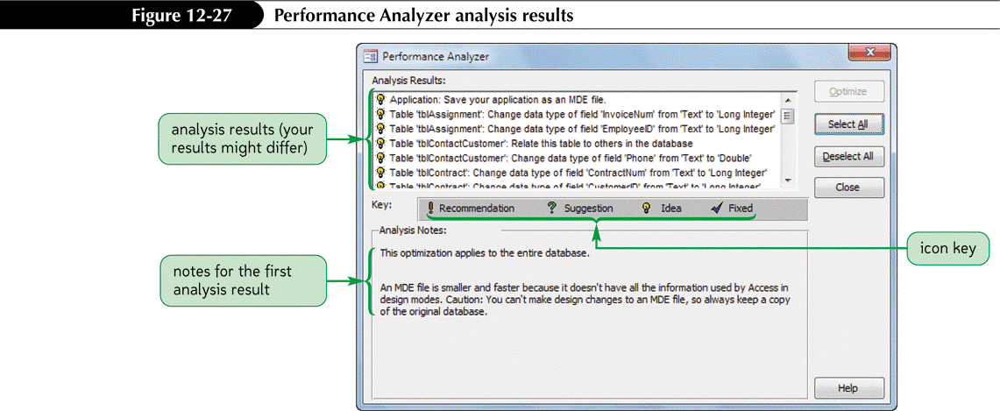 Figure 12-27 Performance Analyzer analysis results
Performance Analyzer
Analysis Results:
Application: Save your application as an MDE file.
Table 'tblAssignment': Change data type of field 'InvoiceNum' from 'Text' to 'Long Integer'
Table 'tblAssignment': Change data type of field 'EmployeeID' from 'Text' to 'Long Integer'
Table 'tblContactCustomer': Relate this table to others in the database
Table 'tblContactCustomer': Change data type of field 'Phone' from 'Text' to 'Double'
Table 'tblContract': Change data type of field 'ContractNum' from 'Text' to 'Long Integer'
Table 'tblContract': Change data type of field 'CustomerID' from 'Text' to 'Long Integer'
Optimize
Select All
Deselect All
Close
analysis results (your
results might differ)
Key:
Recommendation Suggestion Idea Fixed
icon key
Analysis Notes:
This optimization applies to the entire database.
An MDE file is smaller and faster because it doesn't have all the information used by Access in
design modes. Caution: You can't make design changes to an MDE file, so always keep a copy
of the original database.
notes for the first
analysis result
Help